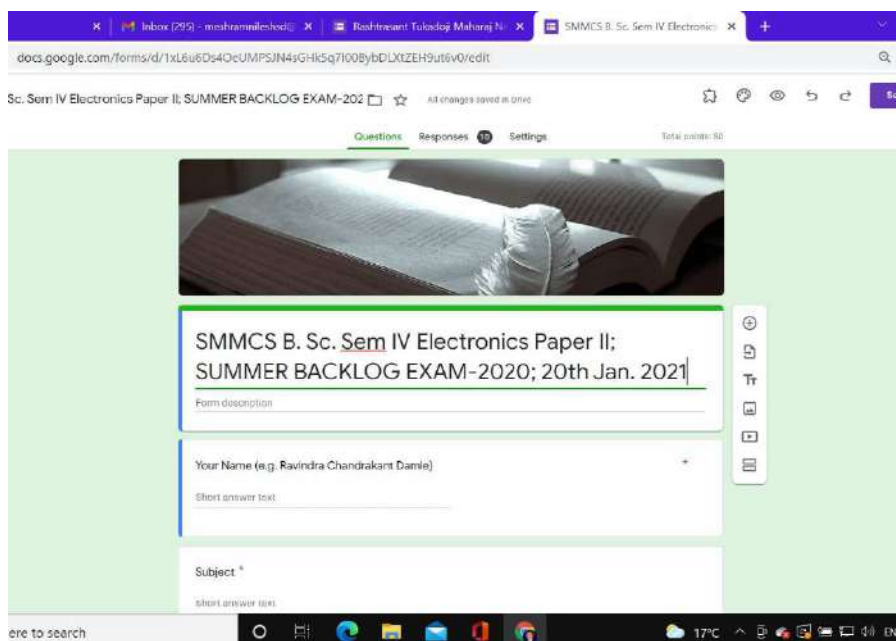 Inbox (295) - meshramnileshsd@
Rashtrasant Tukadoji Maharaj N
SMMCS B. Sc. Sem IV Electronics
docs.google.com/forms/d/
/edit
Sc. Sem IV Electronics Paper II; SUMMER BACKLOG EXAM-202
All changes saved in Drive
Se
Questions Responses 10 Settings
Total points: 80
SMMCS B. Sc. Sem IV Electronics Paper II;
SUMMER BACKLOG EXAM-2020; 20th Jan. 2021
Form description
Your Name (e.g. Ravindra Chandrakant Damle)
*
Short answer text
Subject *
Short answer text
ere to search
17°C
EN